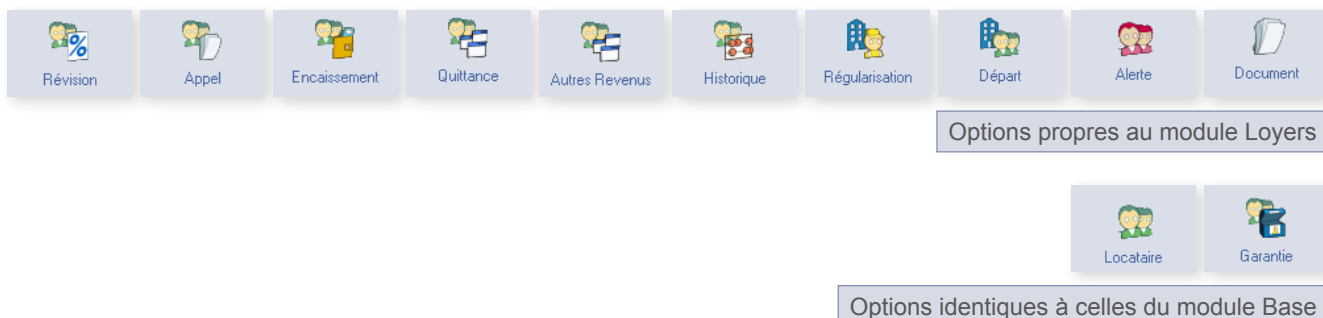 Révision Appel Encaissement Quittance Autres Revenus Historique Régularisation Départ Alerte Document
Options propres au module Loyers
Locataire Garantie
Options identiques à celles du module Base